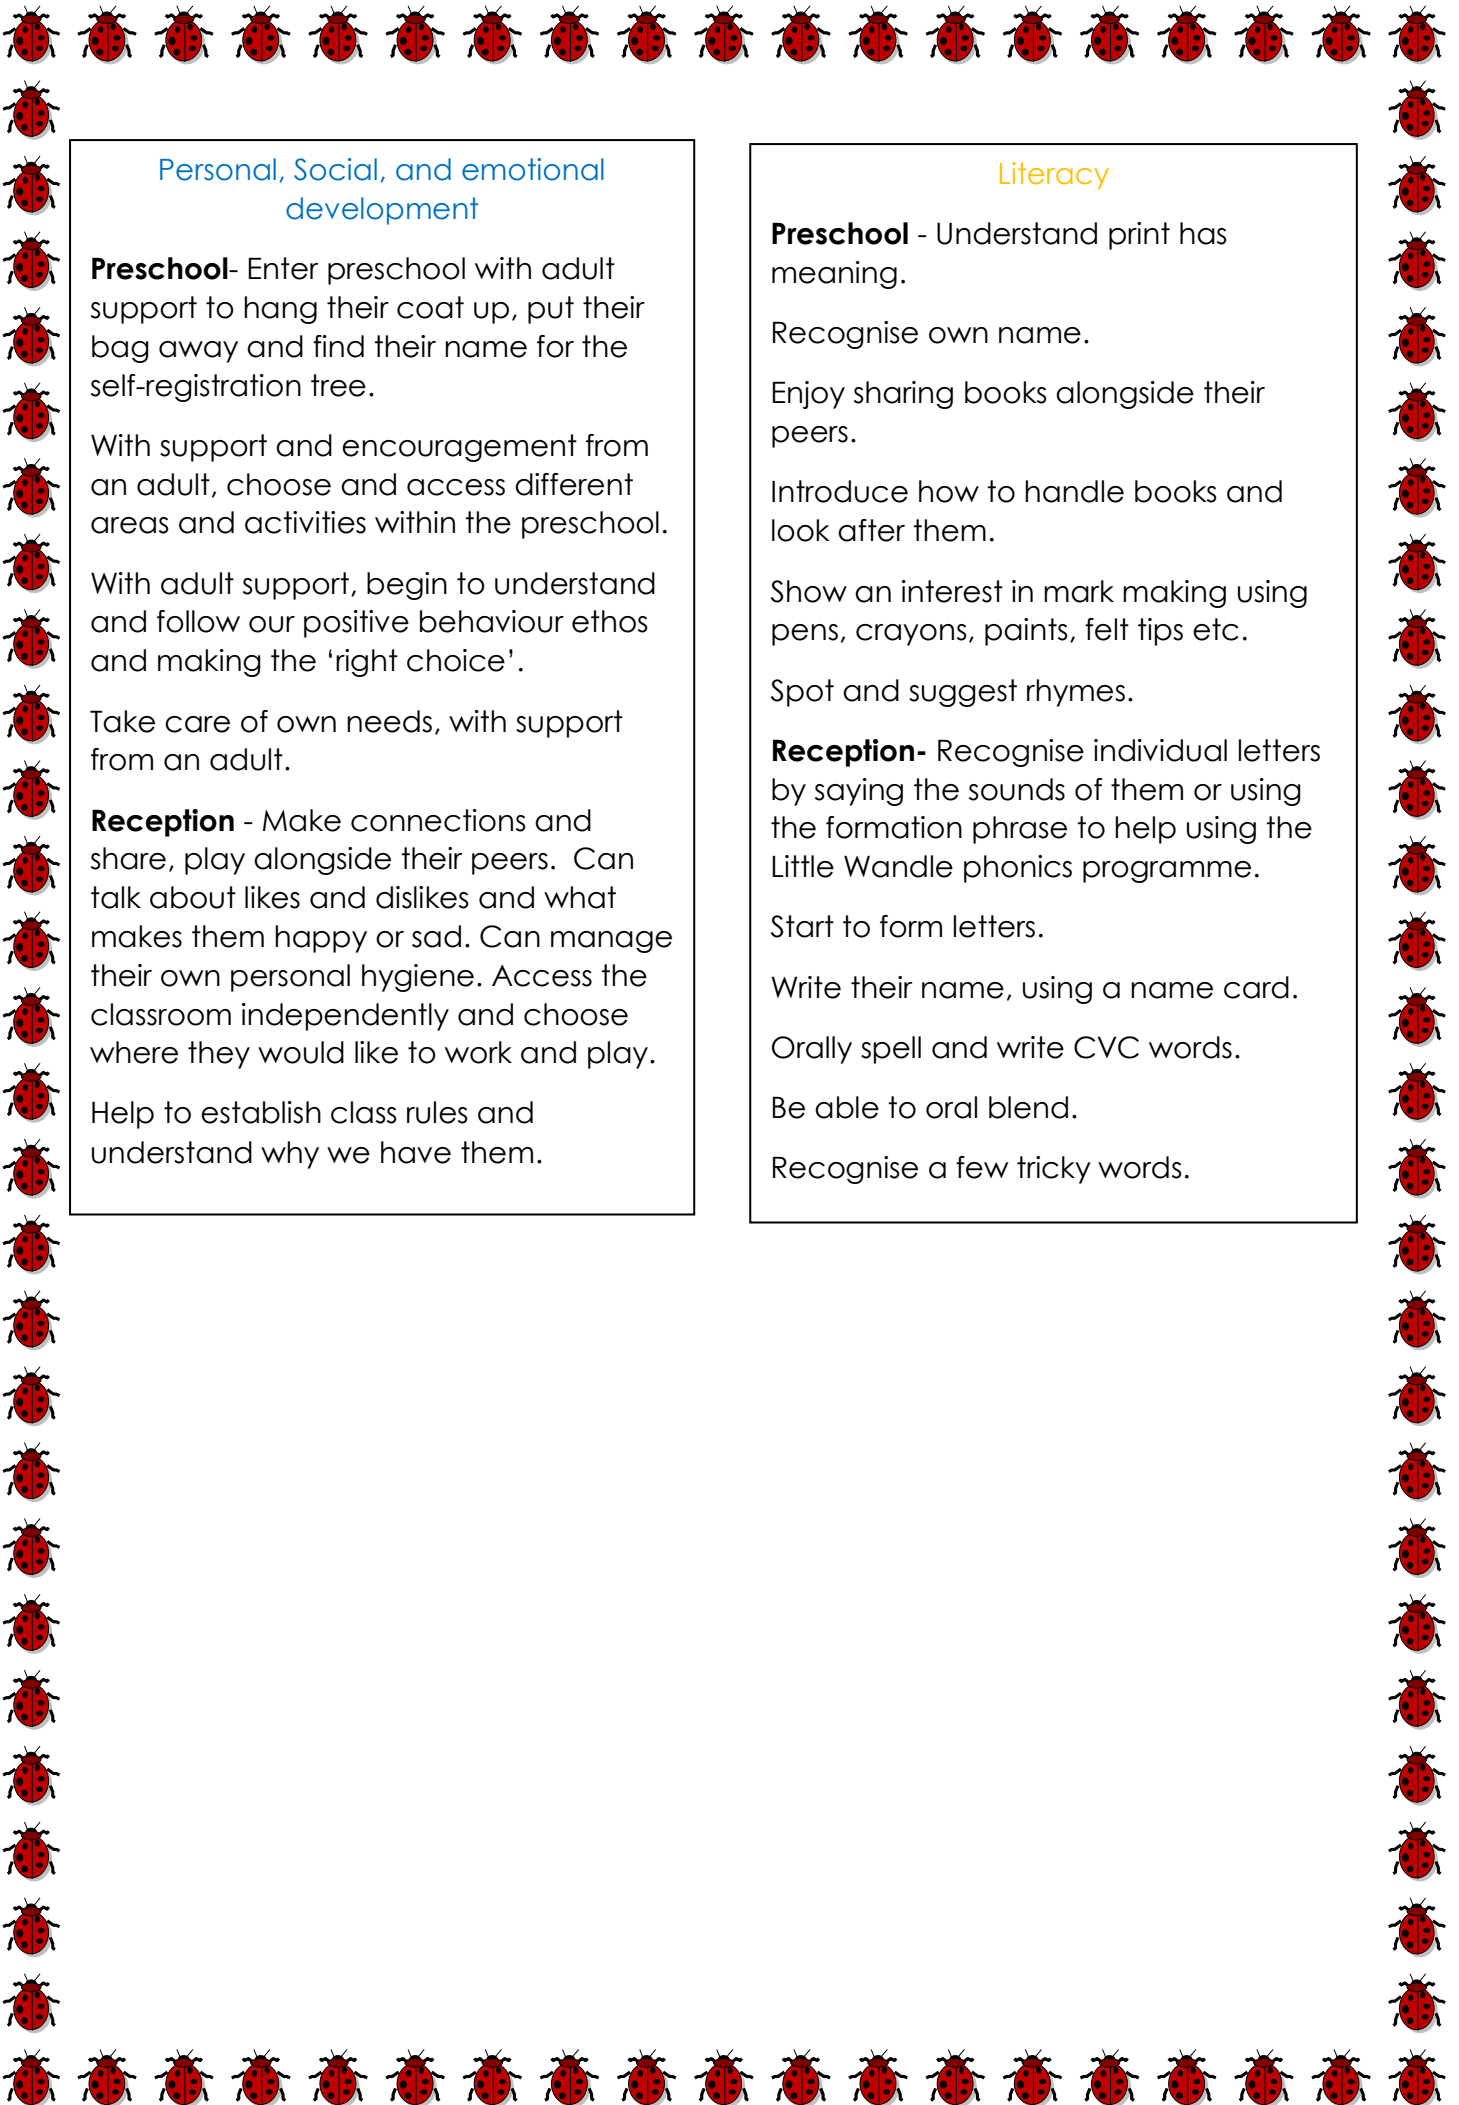 Personal, Social, and emotional
development
Preschool- Enter preschool with adult
support to hang their coat up, put their
bag away and find their name for the
self-registration tree.
With support and encouragement from
an adult, choose and access different
areas and activities within the preschool.
With adult support, begin to understand
and follow our positive behaviour ethos
and making the ‘right choice’.
Take care of own needs, with support
from an adult.
Reception - Make connections and
share, play alongside their peers.  Can
talk about likes and dislikes and what
makes them happy or sad. Can manage
their own personal hygiene. Access the
classroom independently and choose
where they would like to work and play.
Help to establish class rules and
understand why we have them.
Literacy
Preschool - Understand print has
meaning.
Recognise own name.
Enjoy sharing books alongside their
peers.
Introduce how to handle books and
look after them.
Show an interest in mark making using
pens, crayons, paints, felt tips etc.
Spot and suggest rhymes.
Reception- Recognise individual letters
by saying the sounds of them or using
the formation phrase to help using the
Little Wandle phonics programme.
Start to form letters.
Write their name, using a name card.
Orally spell and write CVC words.
Be able to oral blend.
Recognise a few tricky words.